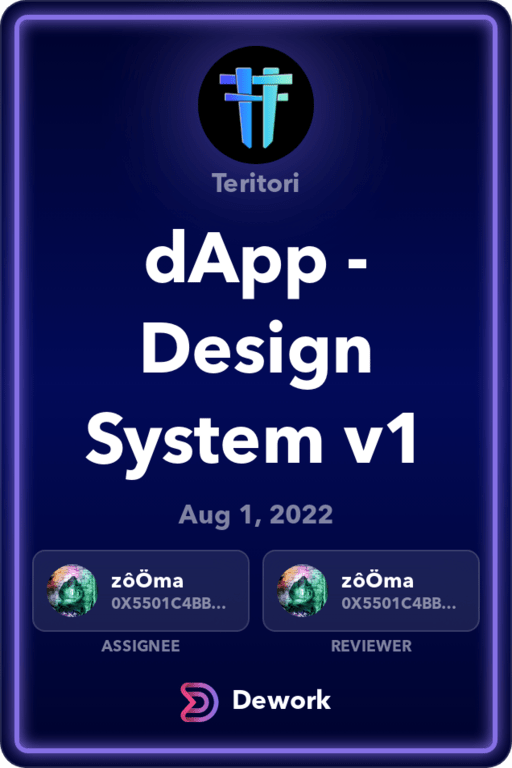 Teritori
dApp -
Design
System v1
Aug 1, 2022
zôÖma
0X5501C4BB...
ASSIGNEE
zôÖma
0X5501C4BB...
REVIEWER
Dework